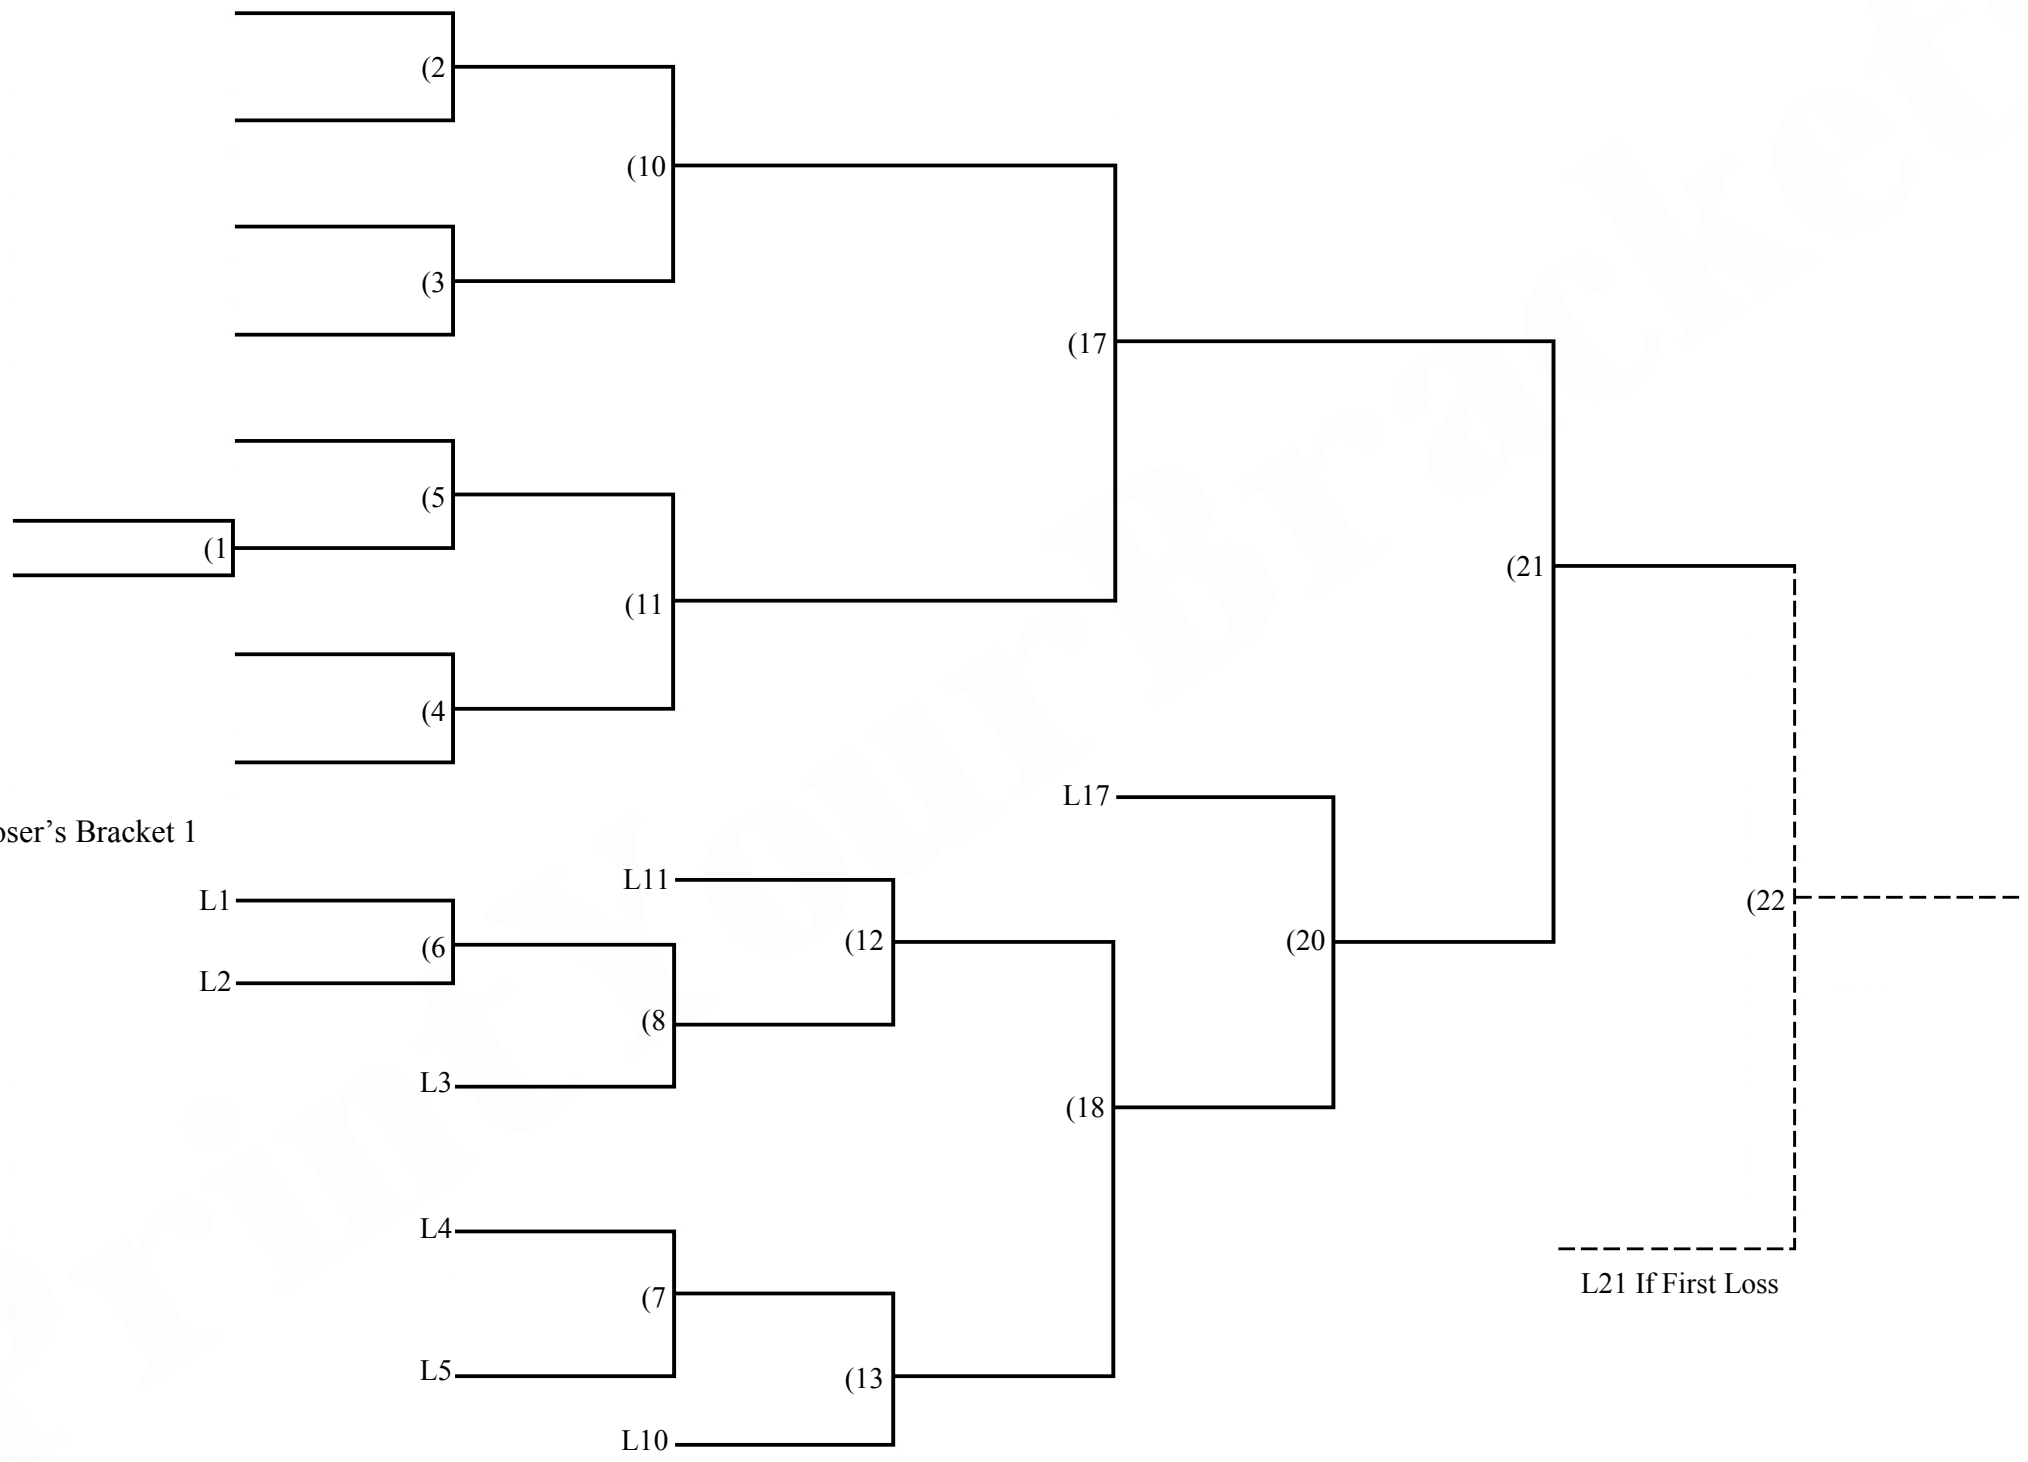 (2
(10
(3
(17
(5
(1
(21
(11
(4
L17
oser’s Bracket 1
L11
L1
(22
(12
(20
(6
L2
(8
L3
(18
L4
L21 If First Loss
(7
L5
(13
L10
PrintYourBrackets